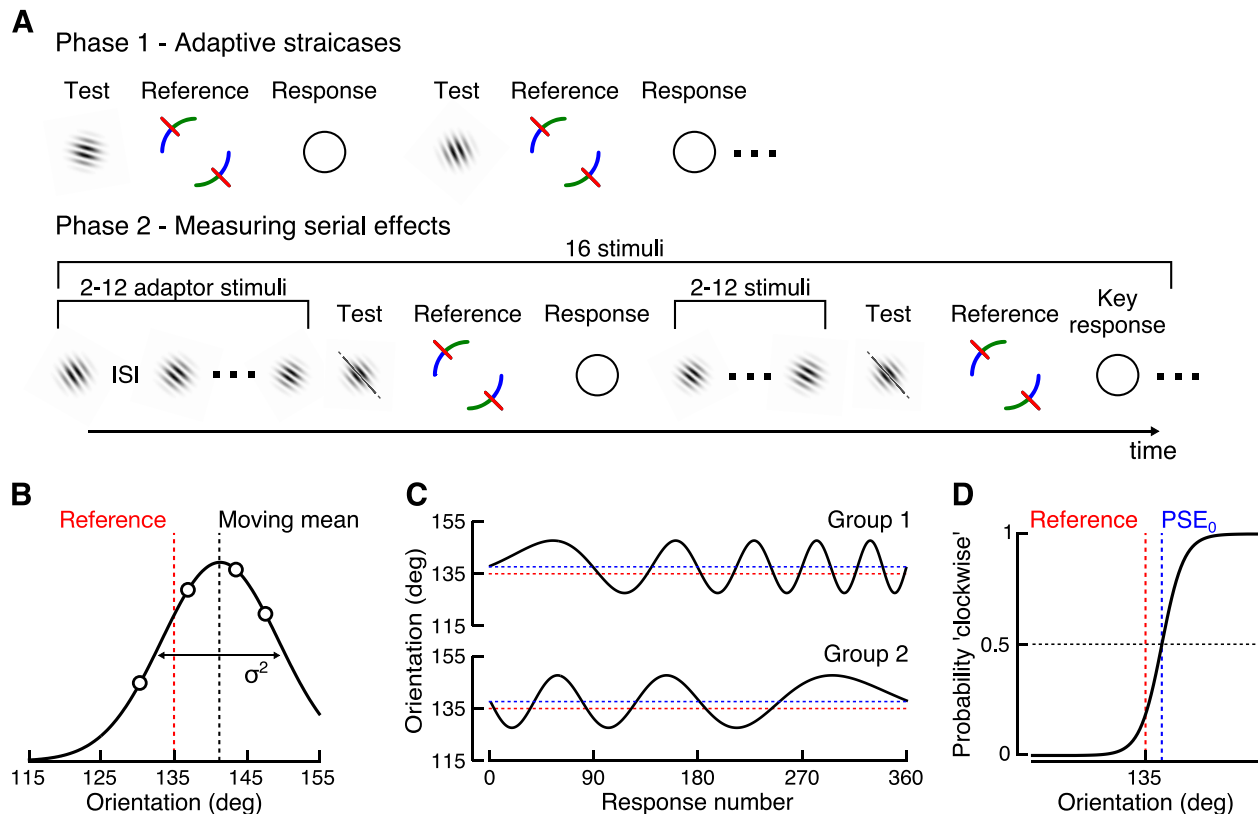 A
Phase 1 - Adaptive straicases
Test Reference Response Test Reference Response
Phase 2 - Measuring serial effects
16 stimuli
2-12 adaptor stimuli Test Reference Response 2-12 stimuli Test Reference Key response
ISI
time
B
Reference Moving mean
σ²
115 125 135 145 155
Orientation (deg)
C
Group 1
155
135
115
Group 2
155
135
115
Orientation (deg)
0 90 180 270 360
Response number
D
Reference PSE₀
1
0.5
0
Probability 'clockwise'
135
Orientation (deg)